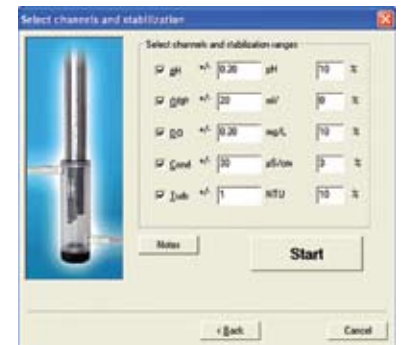 Select channels and stabilization
Select channels and stabilization ranges
pH +/- 0.20 pH 10 %
ORP +/- 20 mV 0 %
DO +/- 0.20 mg/L 10 %
Cond +/- 30 µS/cm 3 %
Turb +/- 1 NTU 10 %
Notes
Start
< Back
Cancel